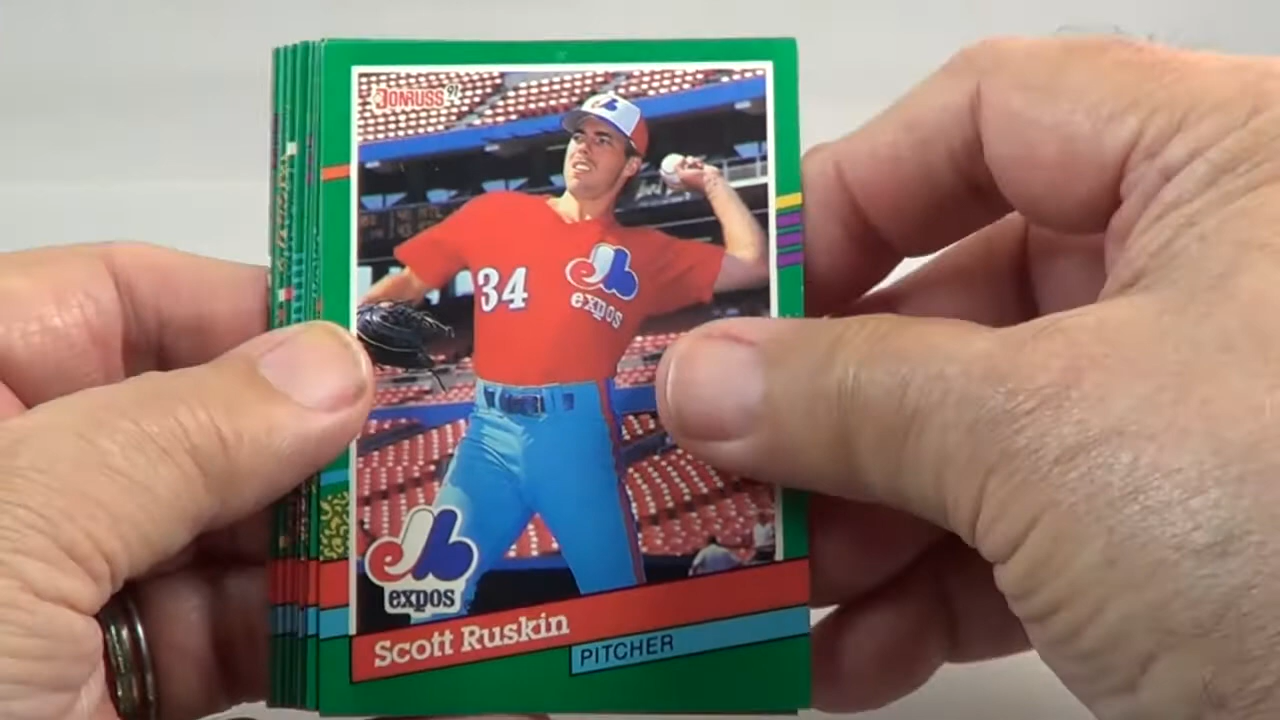 DONRUSS 91
34
expos
expos
Scott Ruskin
PITCHER